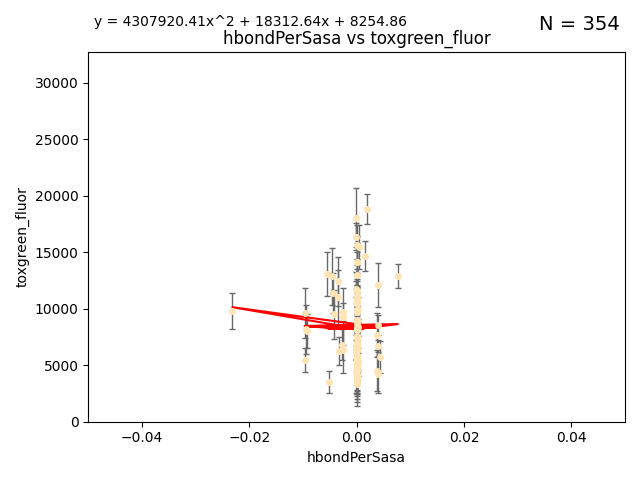 y = 4307920.41x^2 + 18312.64x + 8254.86
N = 354
hbondPerSasa vs toxgreen_fluor
30000
25000
20000
15000
10000
5000
0
toxgreen_fluor
−0.04
−0.02
0.00
0.02
0.04
hbondPerSasa